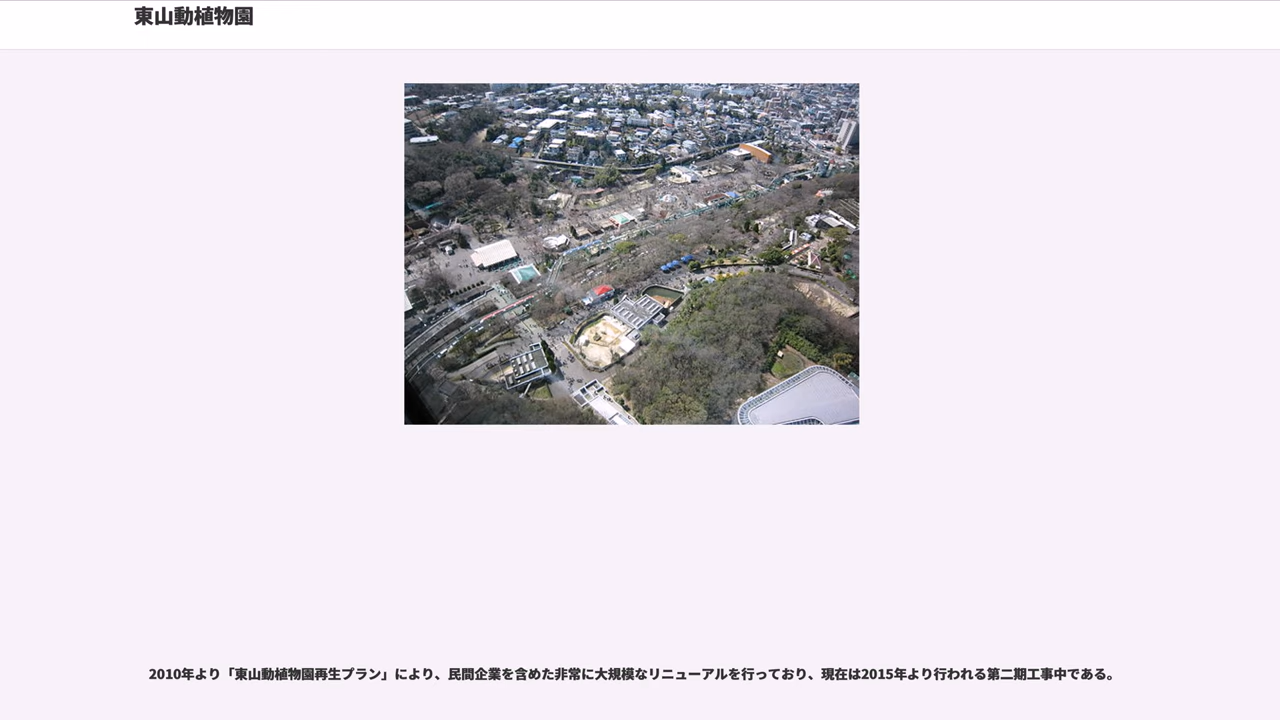 東山動植物園
2010年より「東山動植物園再生プラン」により、民間企業を含めた非常に大規模なリニューアルを行っており、現在は2015年より行われる第二期工事中である。